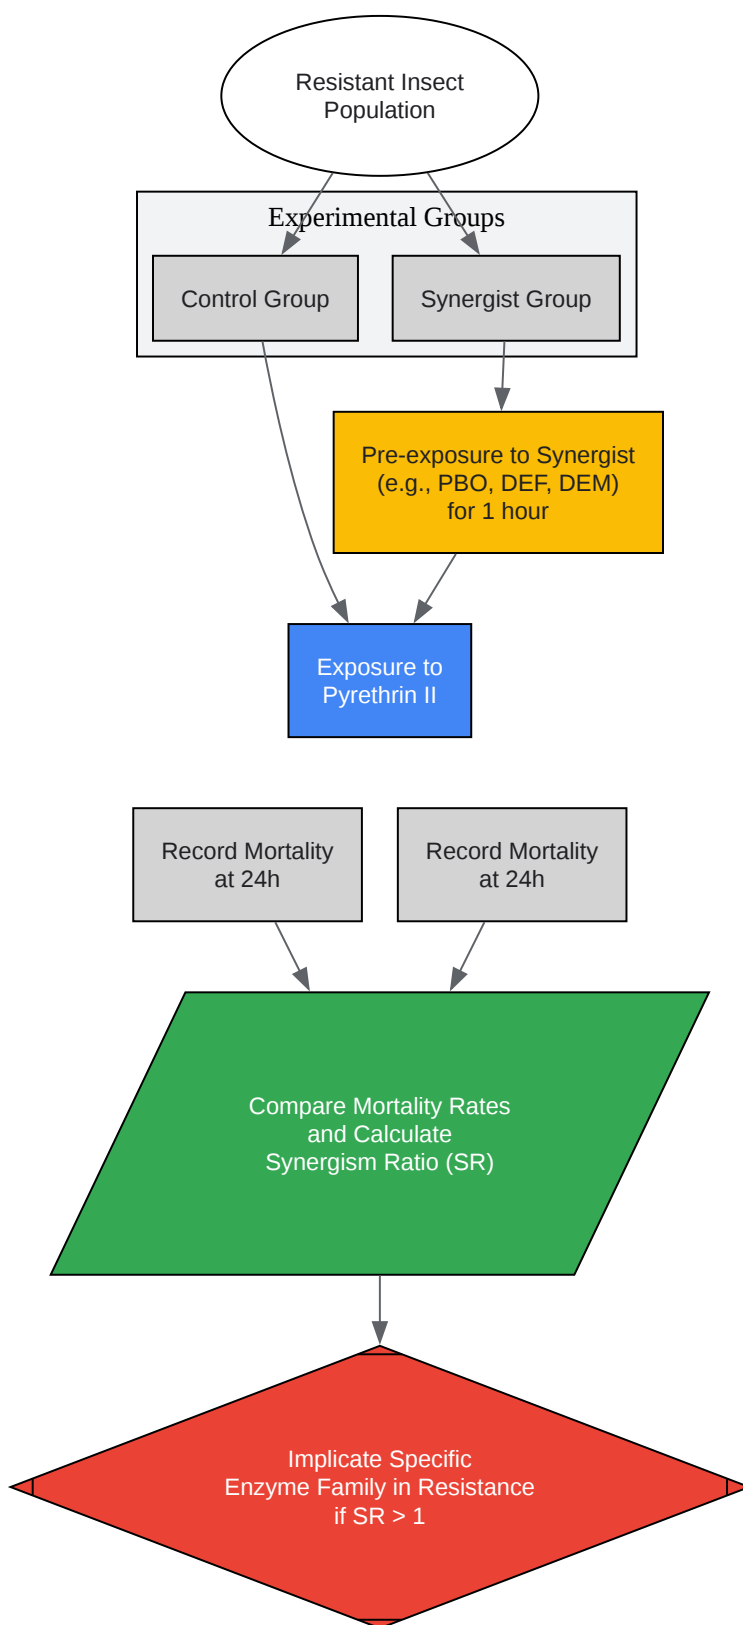 Resistant Insect
Population
Experimental Groups
Control Group
Synergist Group
Pre-exposure to Synergist
(e.g., PBO, DEF, DEM)
for 1 hour
Exposure to
Pyrethrin II
Record Mortality
at 24h
Record Mortality
at 24h
Compare Mortality Rates
and Calculate
Synergism Ratio (SR)
Implicate Specific
Enzyme Family in Resistance
if SR > 1